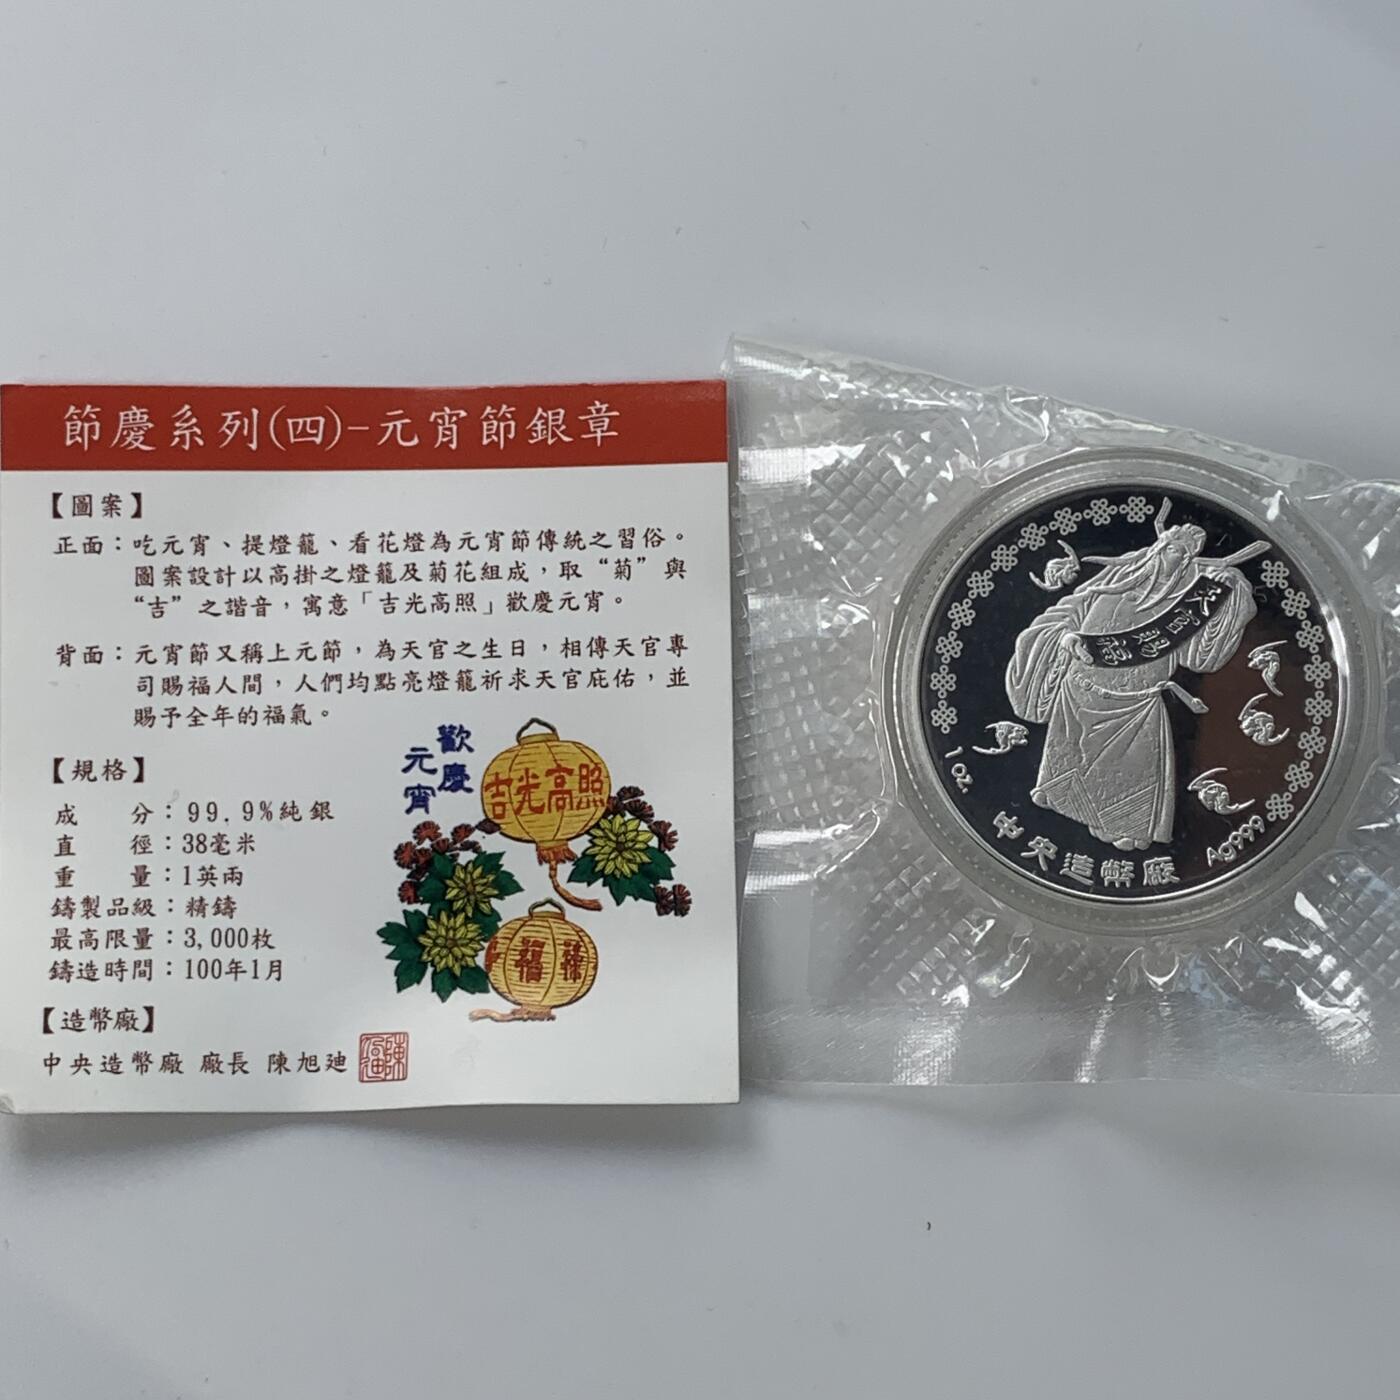 節慶系列(四)-元宵節銀章
【圖案】
正面：吃元宵、提燈籠、看花燈為元宵節傳統之習俗。
圖案設計以高掛之燈籠及菊花組成，取“菊”與
“吉”之諧音，寓意「吉光高照」歡慶元宵。
背面：元宵節又稱上元節，為天官之生日，相傳天官專
司賜福人間，人們均點亮燈籠祈求天官庇佑，並
賜予全年的福氣。
歡慶
元宵
吉光高照
【規格】
成分：99.9%純銀
直徑：38毫米
重量：1英兩
鑄製品級：精鑄
最高限量：3,000枚
鑄造時間：100年1月
福祿
【造幣廠】
中央造幣廠 廠長 陳旭廸
天官賜福
1 oz.
中央造幣廠
Ag999